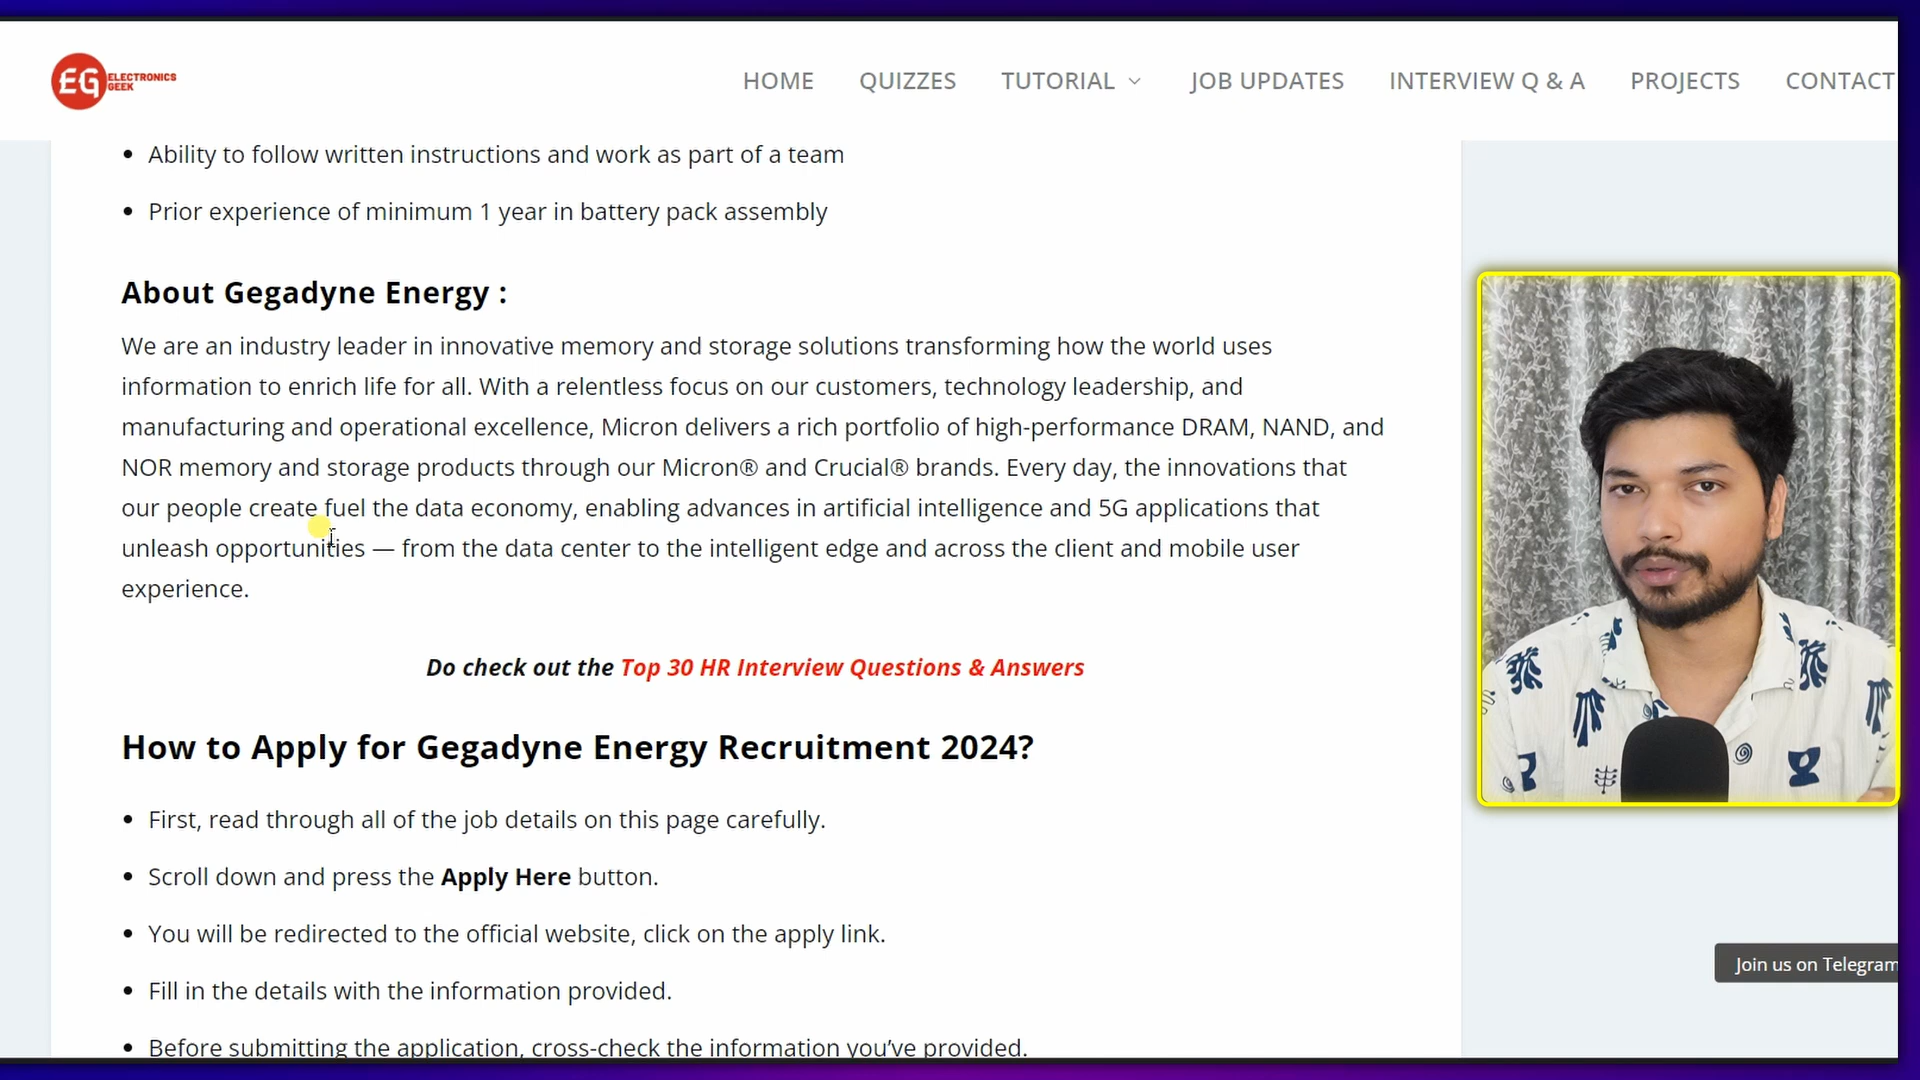 EG ELECTRONICS
GEEK
HOME QUIZZES TUTORIAL JOB UPDATES INTERVIEW Q & A PROJECTS CONTACT
• Ability to follow written instructions and work as part of a team
• Prior experience of minimum 1 year in battery pack assembly
About Gegadyne Energy :
We are an industry leader in innovative memory and storage solutions transforming how the world uses
information to enrich life for all. With a relentless focus on our customers, technology leadership, and
manufacturing and operational excellence, Micron delivers a rich portfolio of high-performance DRAM, NAND, and
NOR memory and storage products through our Micron® and Crucial® brands. Every day, the innovations that
our people create fuel the data economy, enabling advances in artificial intelligence and 5G applications that
unleash opportunities — from the data center to the intelligent edge and across the client and mobile user
experience.
Do check out the Top 30 HR Interview Questions & Answers
How to Apply for Gegadyne Energy Recruitment 2024?
• First, read through all of the job details on this page carefully.
• Scroll down and press the Apply Here button.
• You will be redirected to the official website, click on the apply link.
Join us on Telegram
• Fill in the details with the information provided.
• Before submitting the application, cross-check the information you’ve provided.